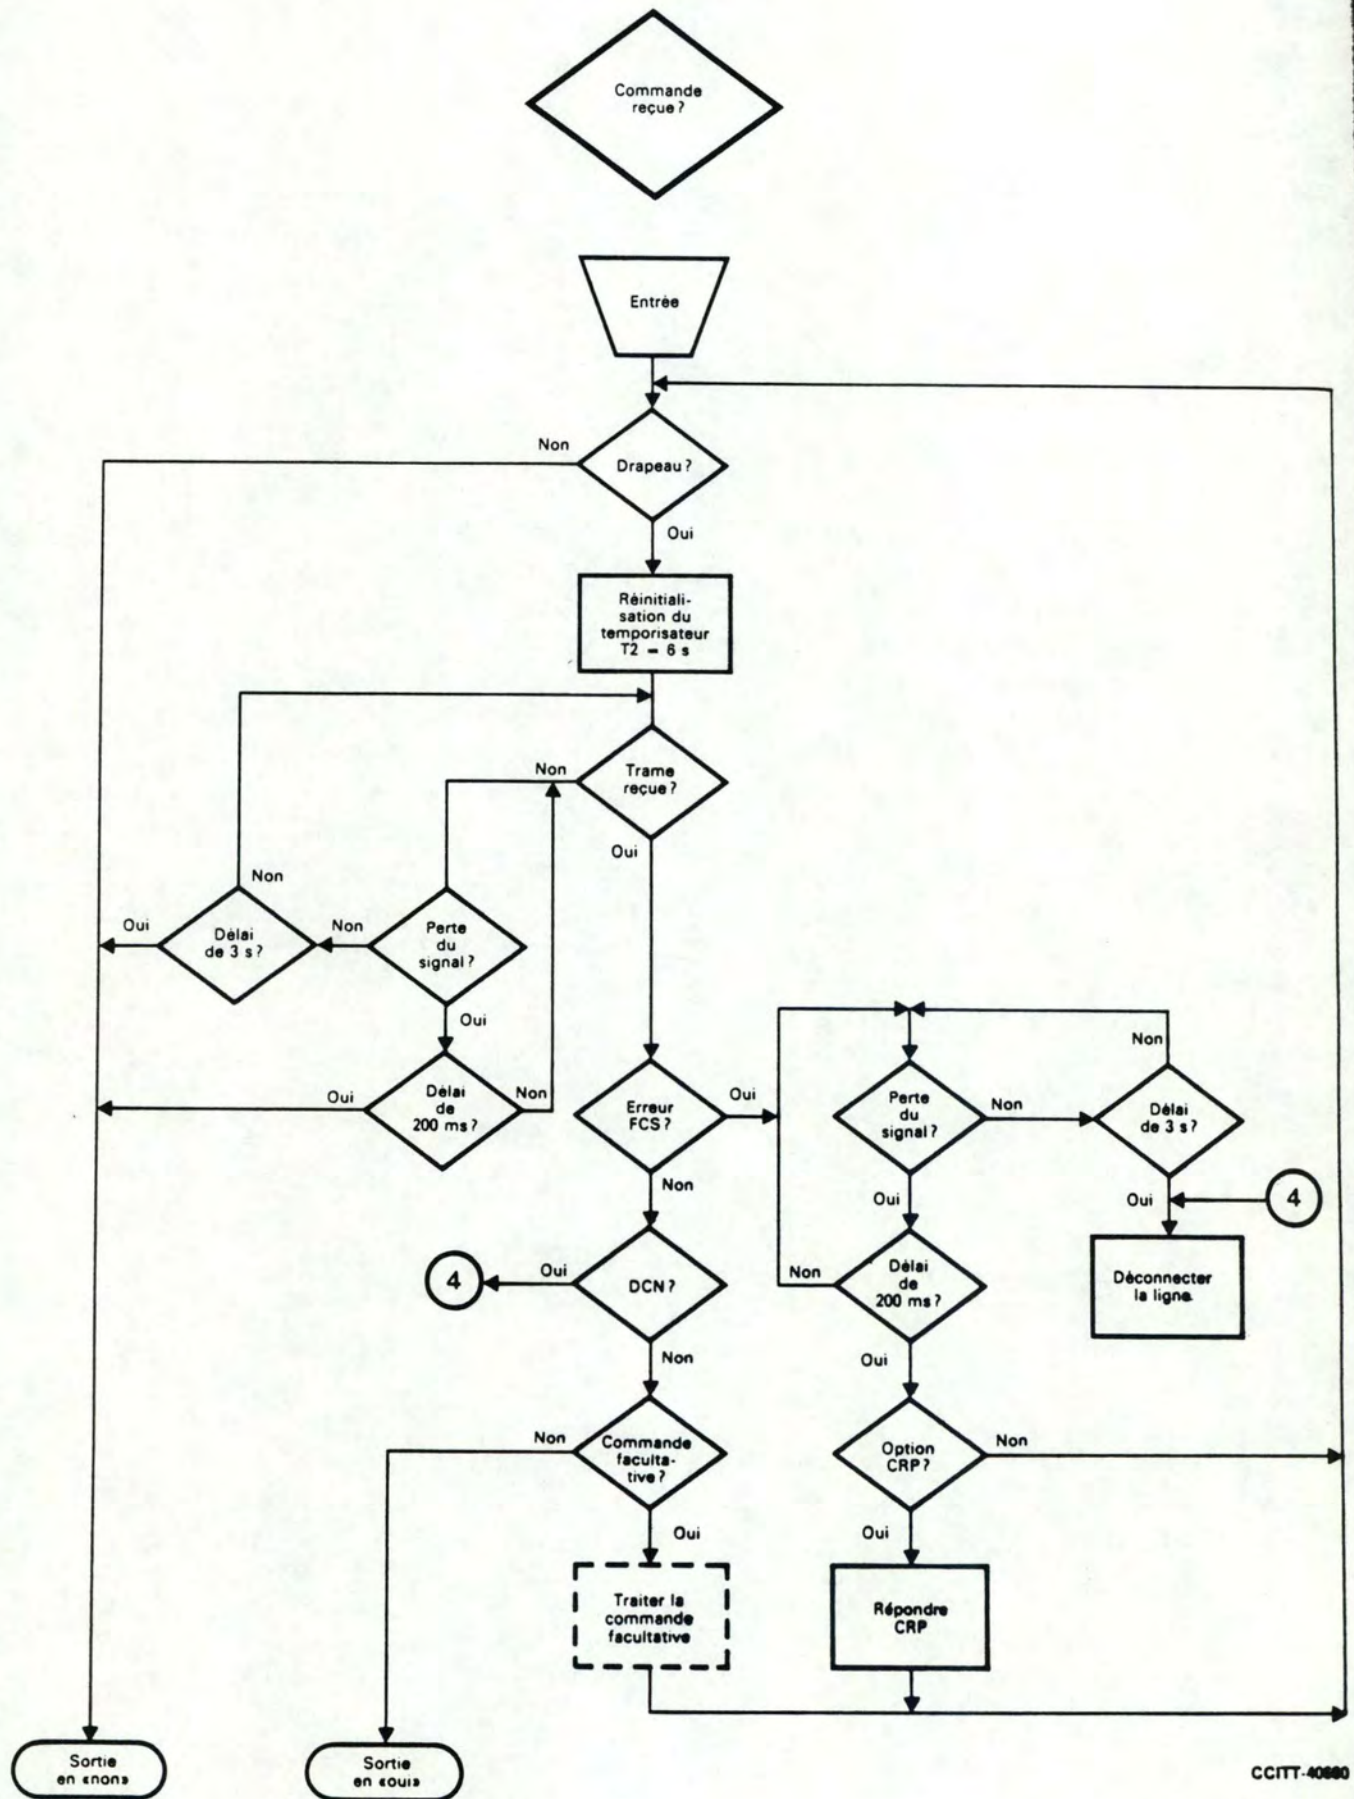 Commande
reçue ?
Entrée
Non
Drapeau ?
Oui
Réinitiali-
sation du
temporisateur
T2 = 6 s
Non
Trame
reçue ?
Oui
Non
Oui
Délai
de 3 s ?
Non
Perte
du
signal ?
Oui
Oui
Délai
de
200 ms ?
Non
Erreur
FCS ?
Oui
Non
Perte
du
signal ?
Non
Non
Délai
de 3 s ?
Oui
Oui
4
4
Oui
DCN ?
Non
Non
Délai
de
200 ms ?
Oui
Déconnecter
la ligne.
Non
Commande
faculta-
tive ?
Oui
Option
CRP ?
Non
Oui
Traiter la
commande
facultative
Répondre
CRP
Sortie
en «non»
Sortie
en «oui»